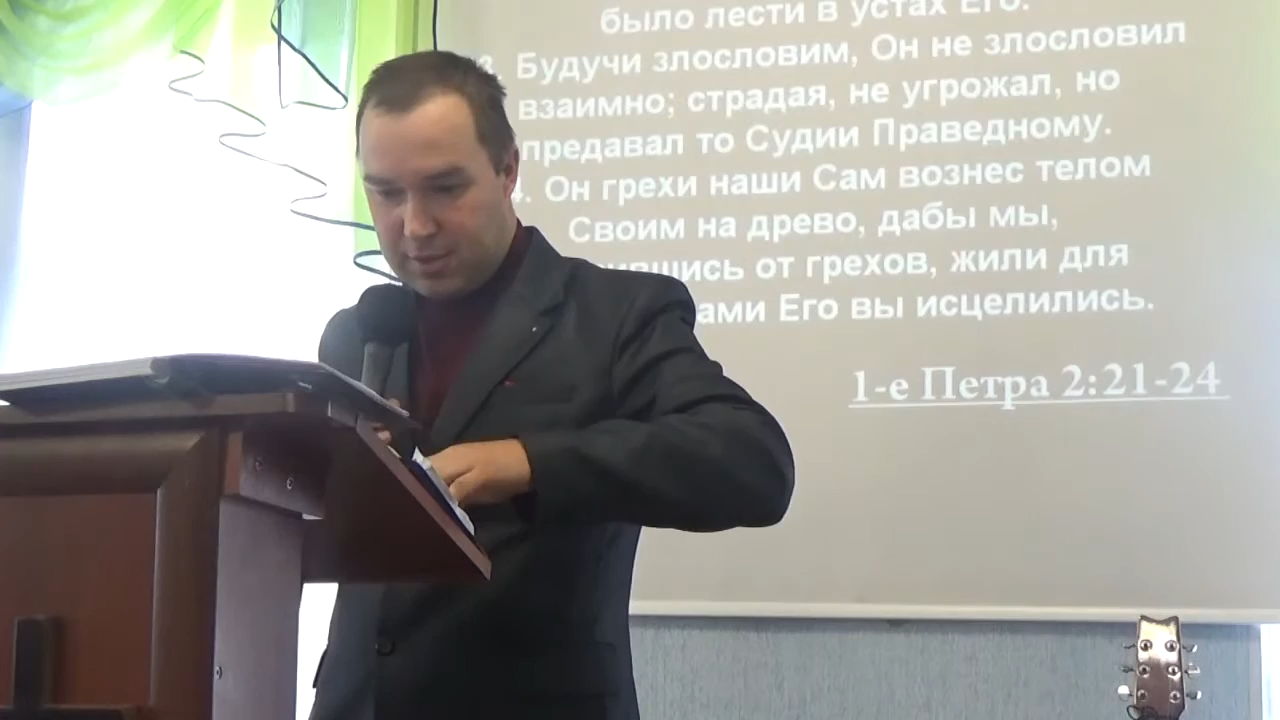 было лести в устах Его.
Будучи злословим, Он не злословил
взаимно; страдая, не угрожал, но
предавал то Судии Праведному.
4. Он грехи наши Сам вознес телом
Своим на древо, дабы мы,
от грехов, жили для
Его вы исцелились.
1-е Петра 2:21-24